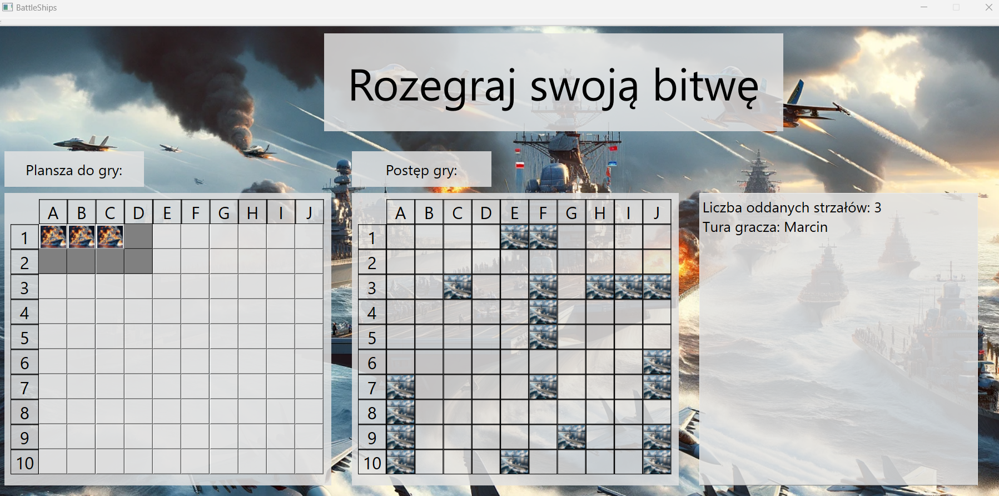 BattleShips
Rozegraj swoją bitwę
Plansza do gry:
Postęp gry:
A B C D E F G H I J
1
2
3
4
5
6
7
8
9
10
A B C D E F G H I J
1
2
3
4
5
6
7
8
9
10
Liczba oddanych strzałów: 3
Tura gracza: Marcin